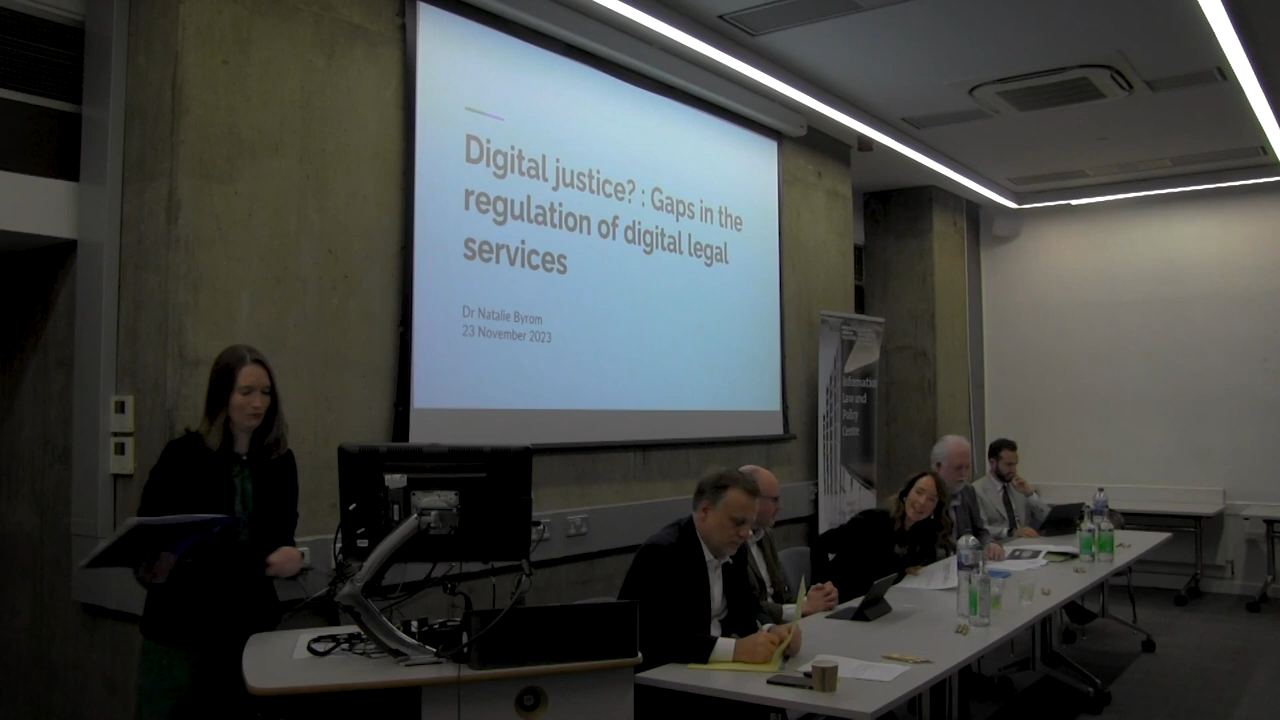 Digital justice? : Gaps in the
regulation of digital legal
services
Dr Natalie Byrom
23 November 2023
Information
Law and
Policy
Centre